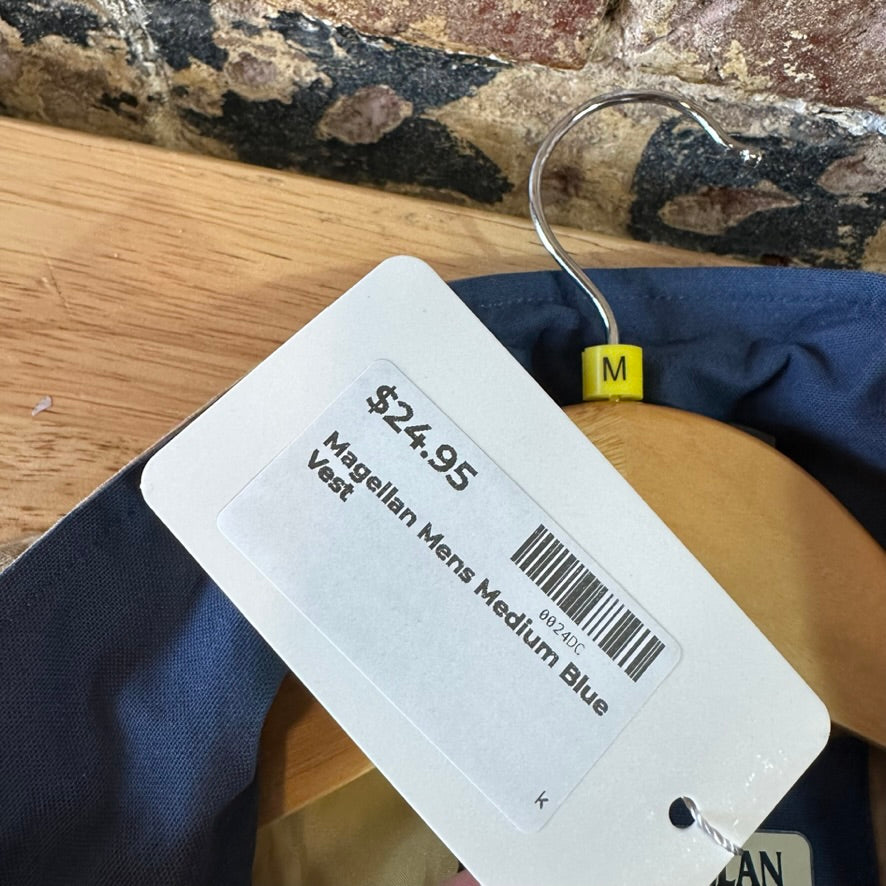 M
$24.95
Magellan Mens Medium Blue
Vest
0024DC
k